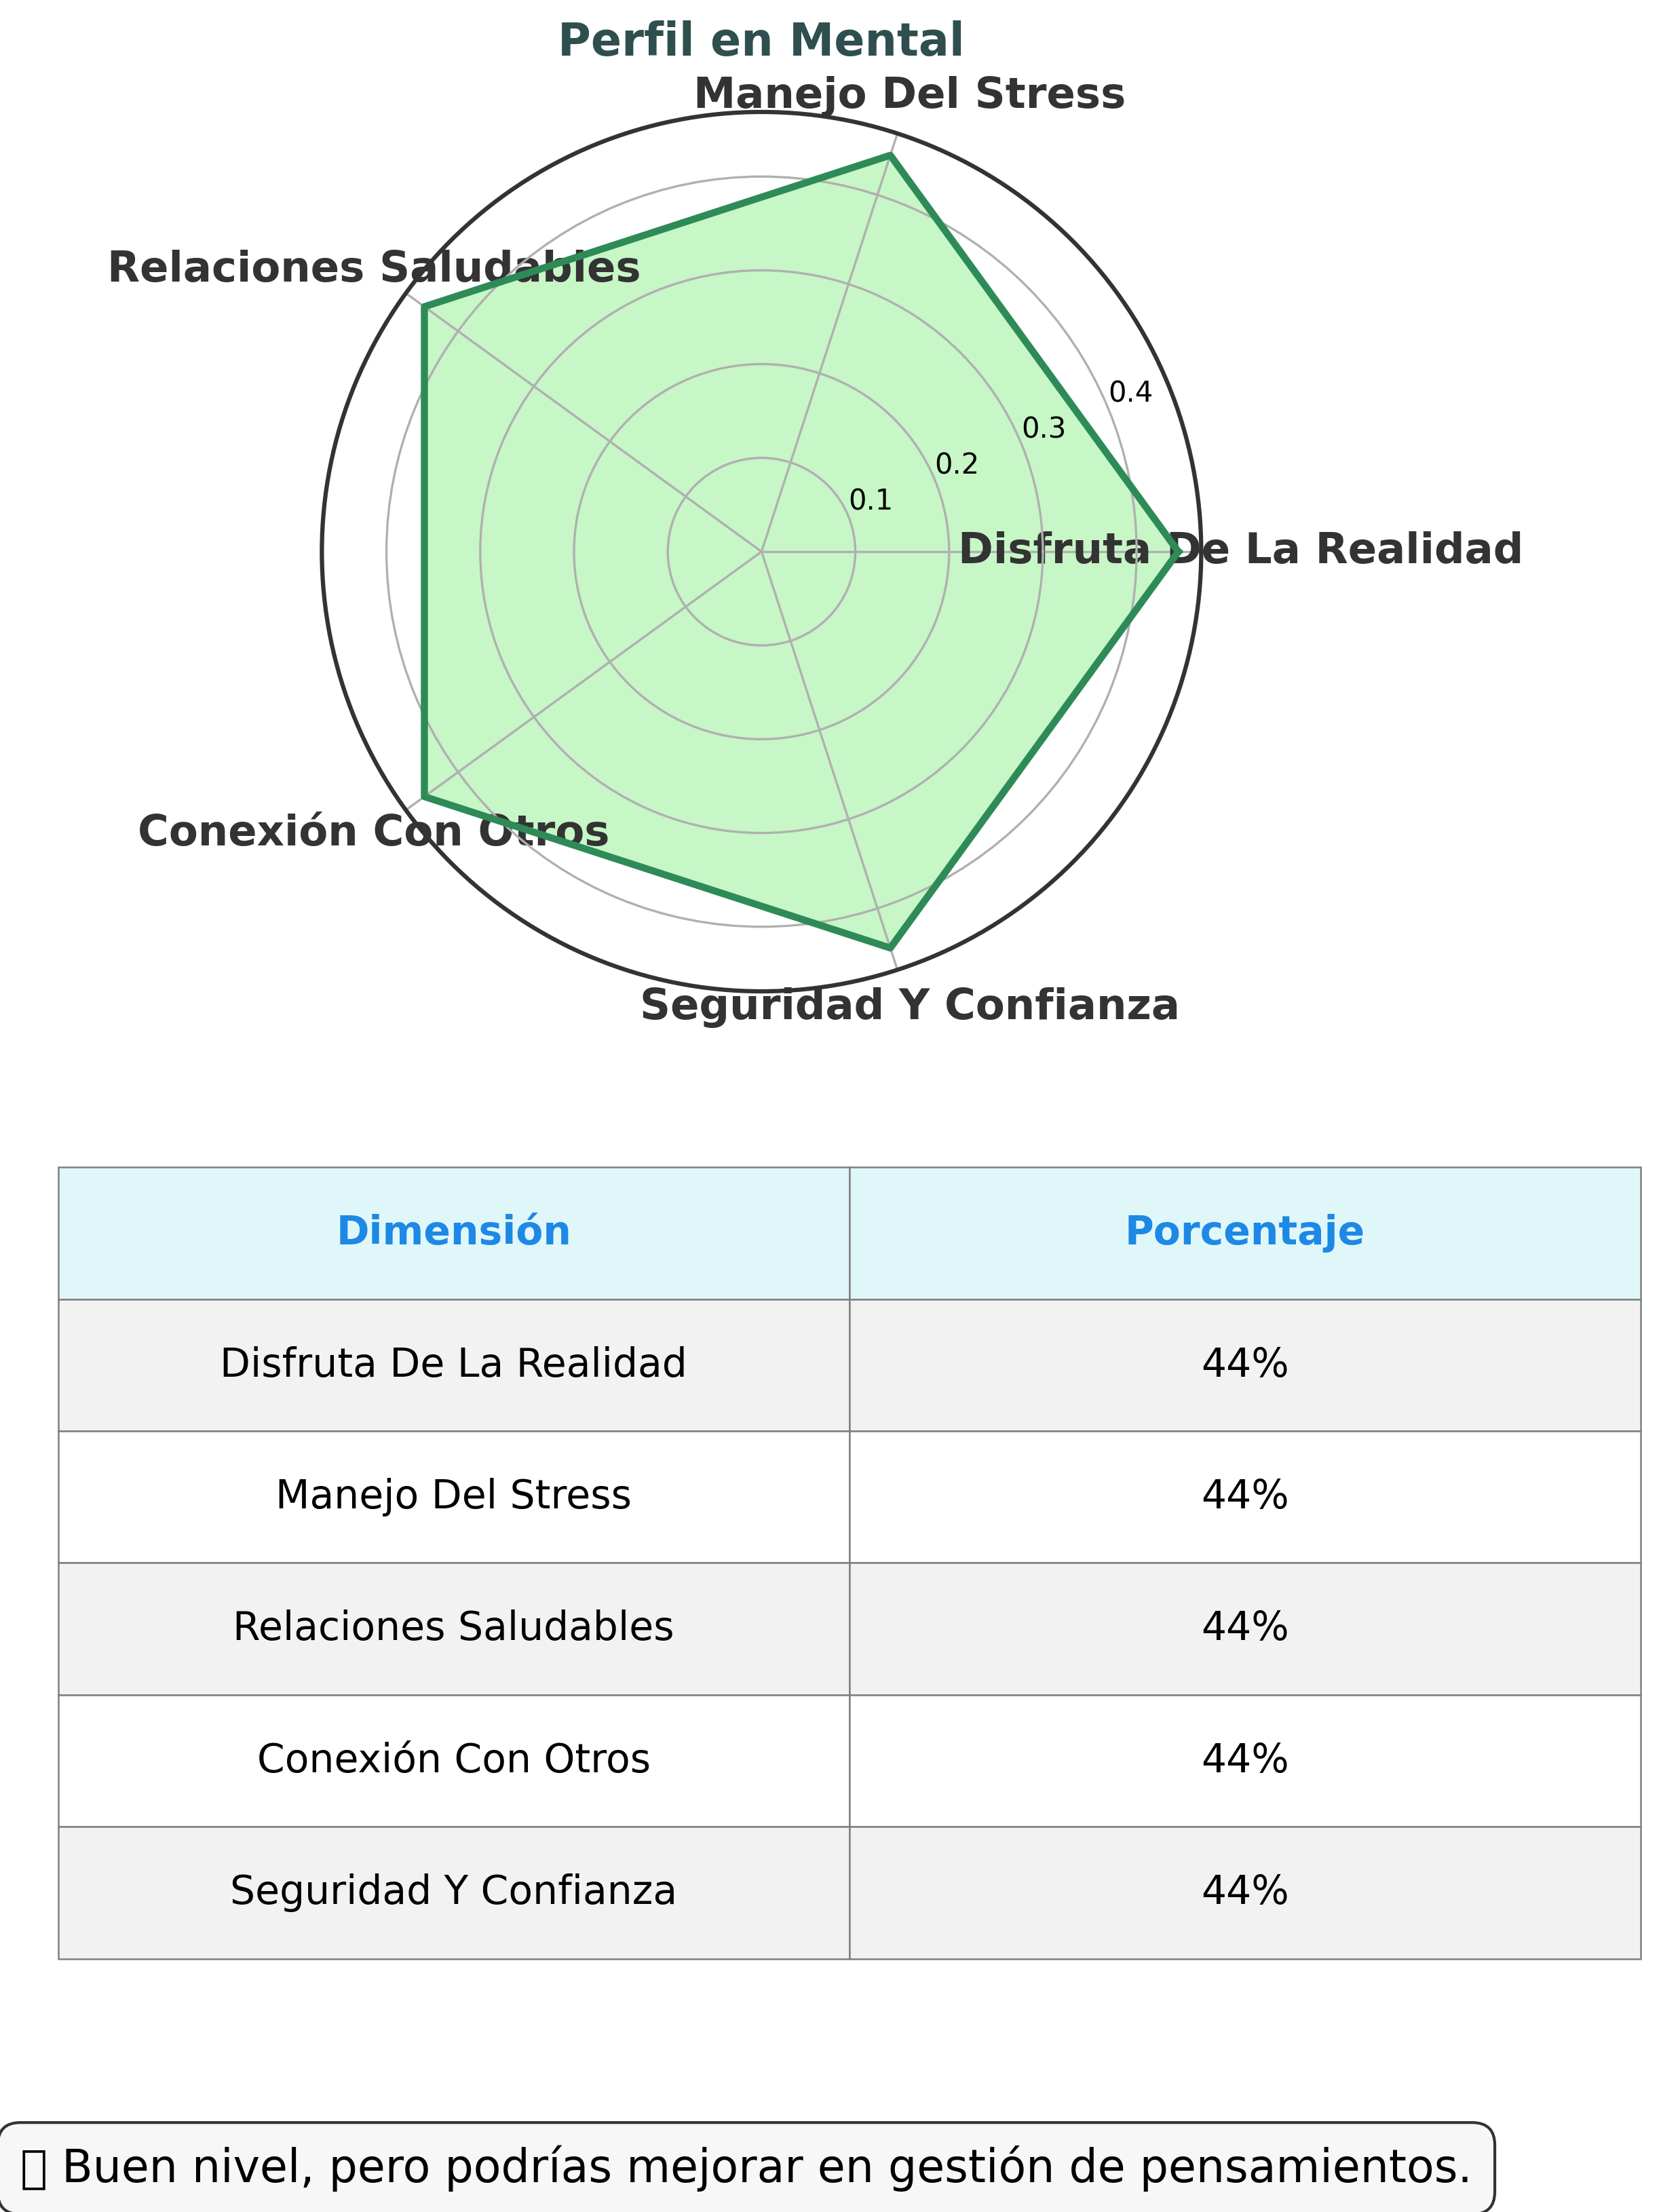 Perfil en Mental
Manejo Del Stress
Relaciones Saludables
0.4
0.3
0.2
0.1
Disfruta De La Realidad
Conexión Con Otros
Seguridad Y Confianza
Dimensión Porcentaje
Disfruta De La Realidad 44%
Manejo Del Stress 44%
Relaciones Saludables 44%
Conexión Con Otros 44%
Seguridad Y Confianza 44%
Buen nivel, pero podrías mejorar en gestión de pensamientos.